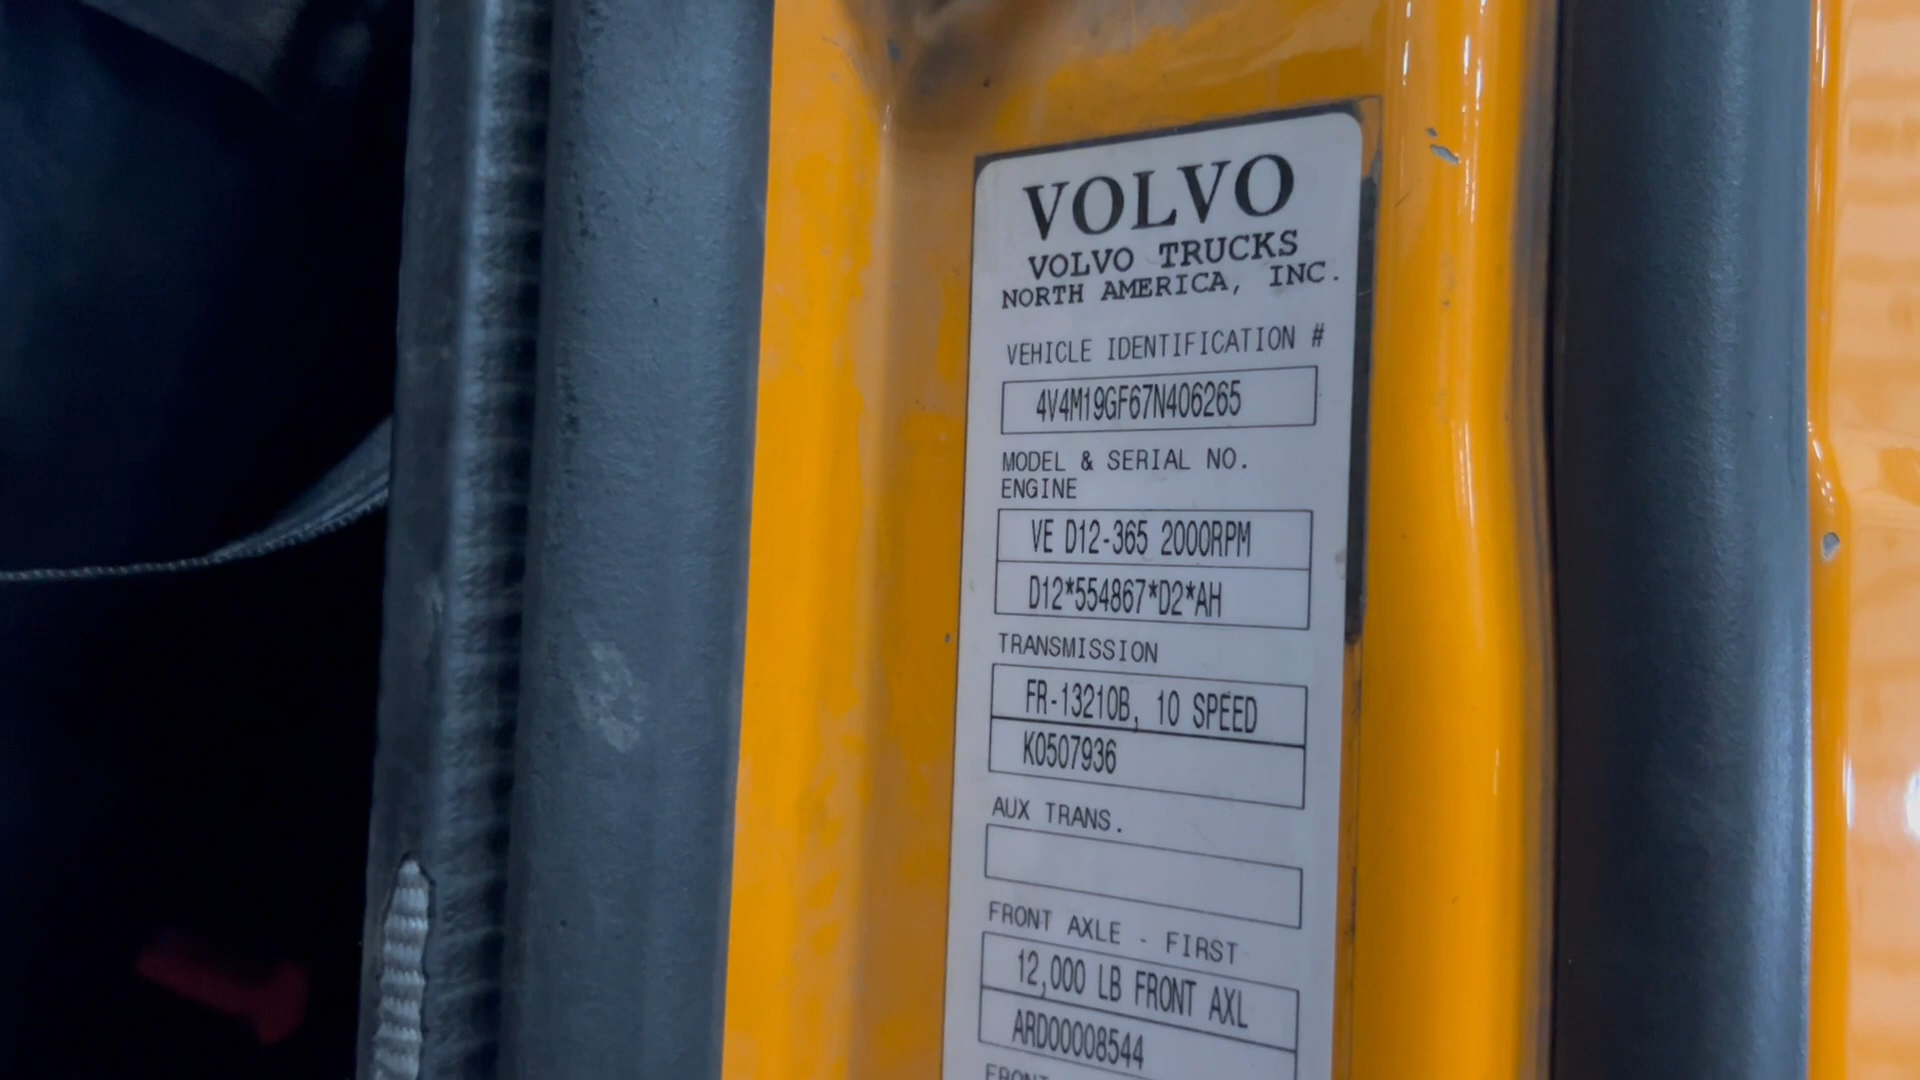 VOLVO
VOLVO TRUCKS
NORTH AMERICA, INC.
VEHICLE IDENTIFICATION #
4V4M19GF67N406265
MODEL & SERIAL NO.
ENGINE
VE D12-365 2000RPM
D12*554867*D2*AH
TRANSMISSION
FR-13210B, 10 SPEED
K0507936
AUX TRANS.
FRONT AXLE - FIRST
12,000 LB FRONT AXL
ARD00008544
FRONT